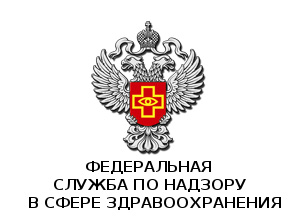 ФЕДЕРАЛЬНАЯ
СЛУЖБА ПО НАДЗОРУ
В СФЕРЕ ЗДРАВООХРАНЕНИЯ